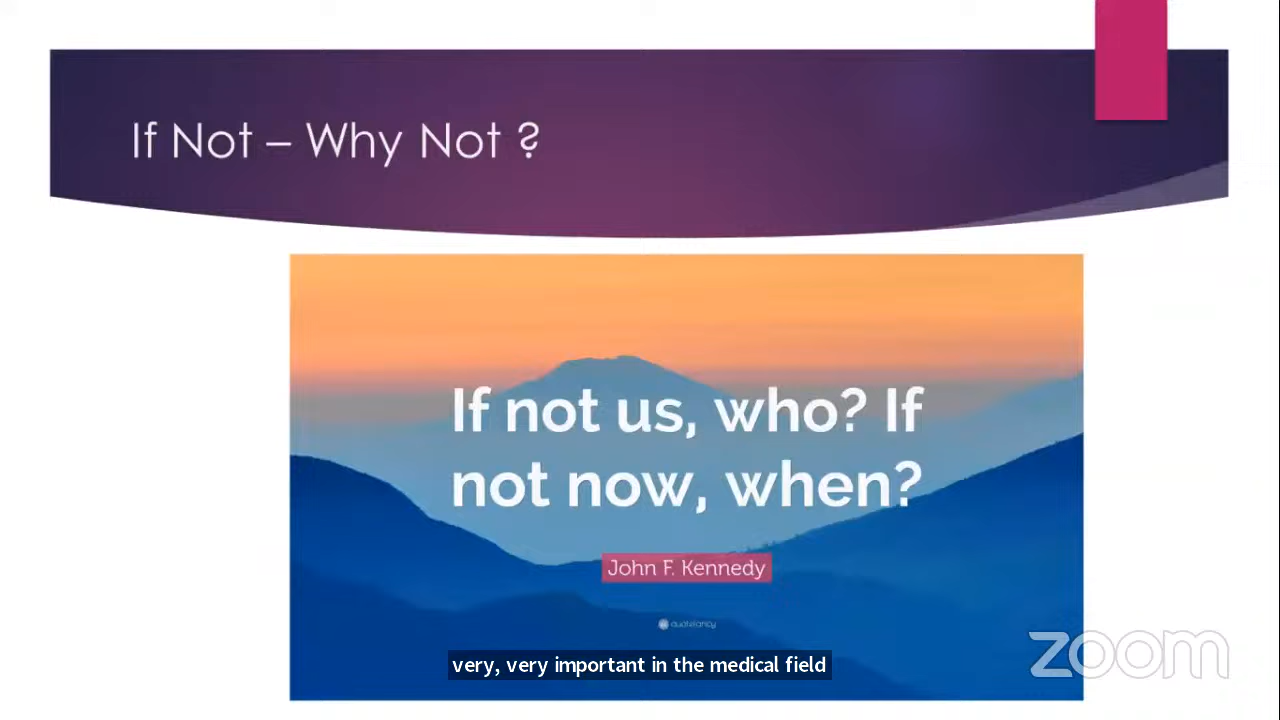 If Not – Why Not ?
If not us, who? If
not now, when?
John F. Kennedy
quotefancy
very, very important in the medical field
zoom